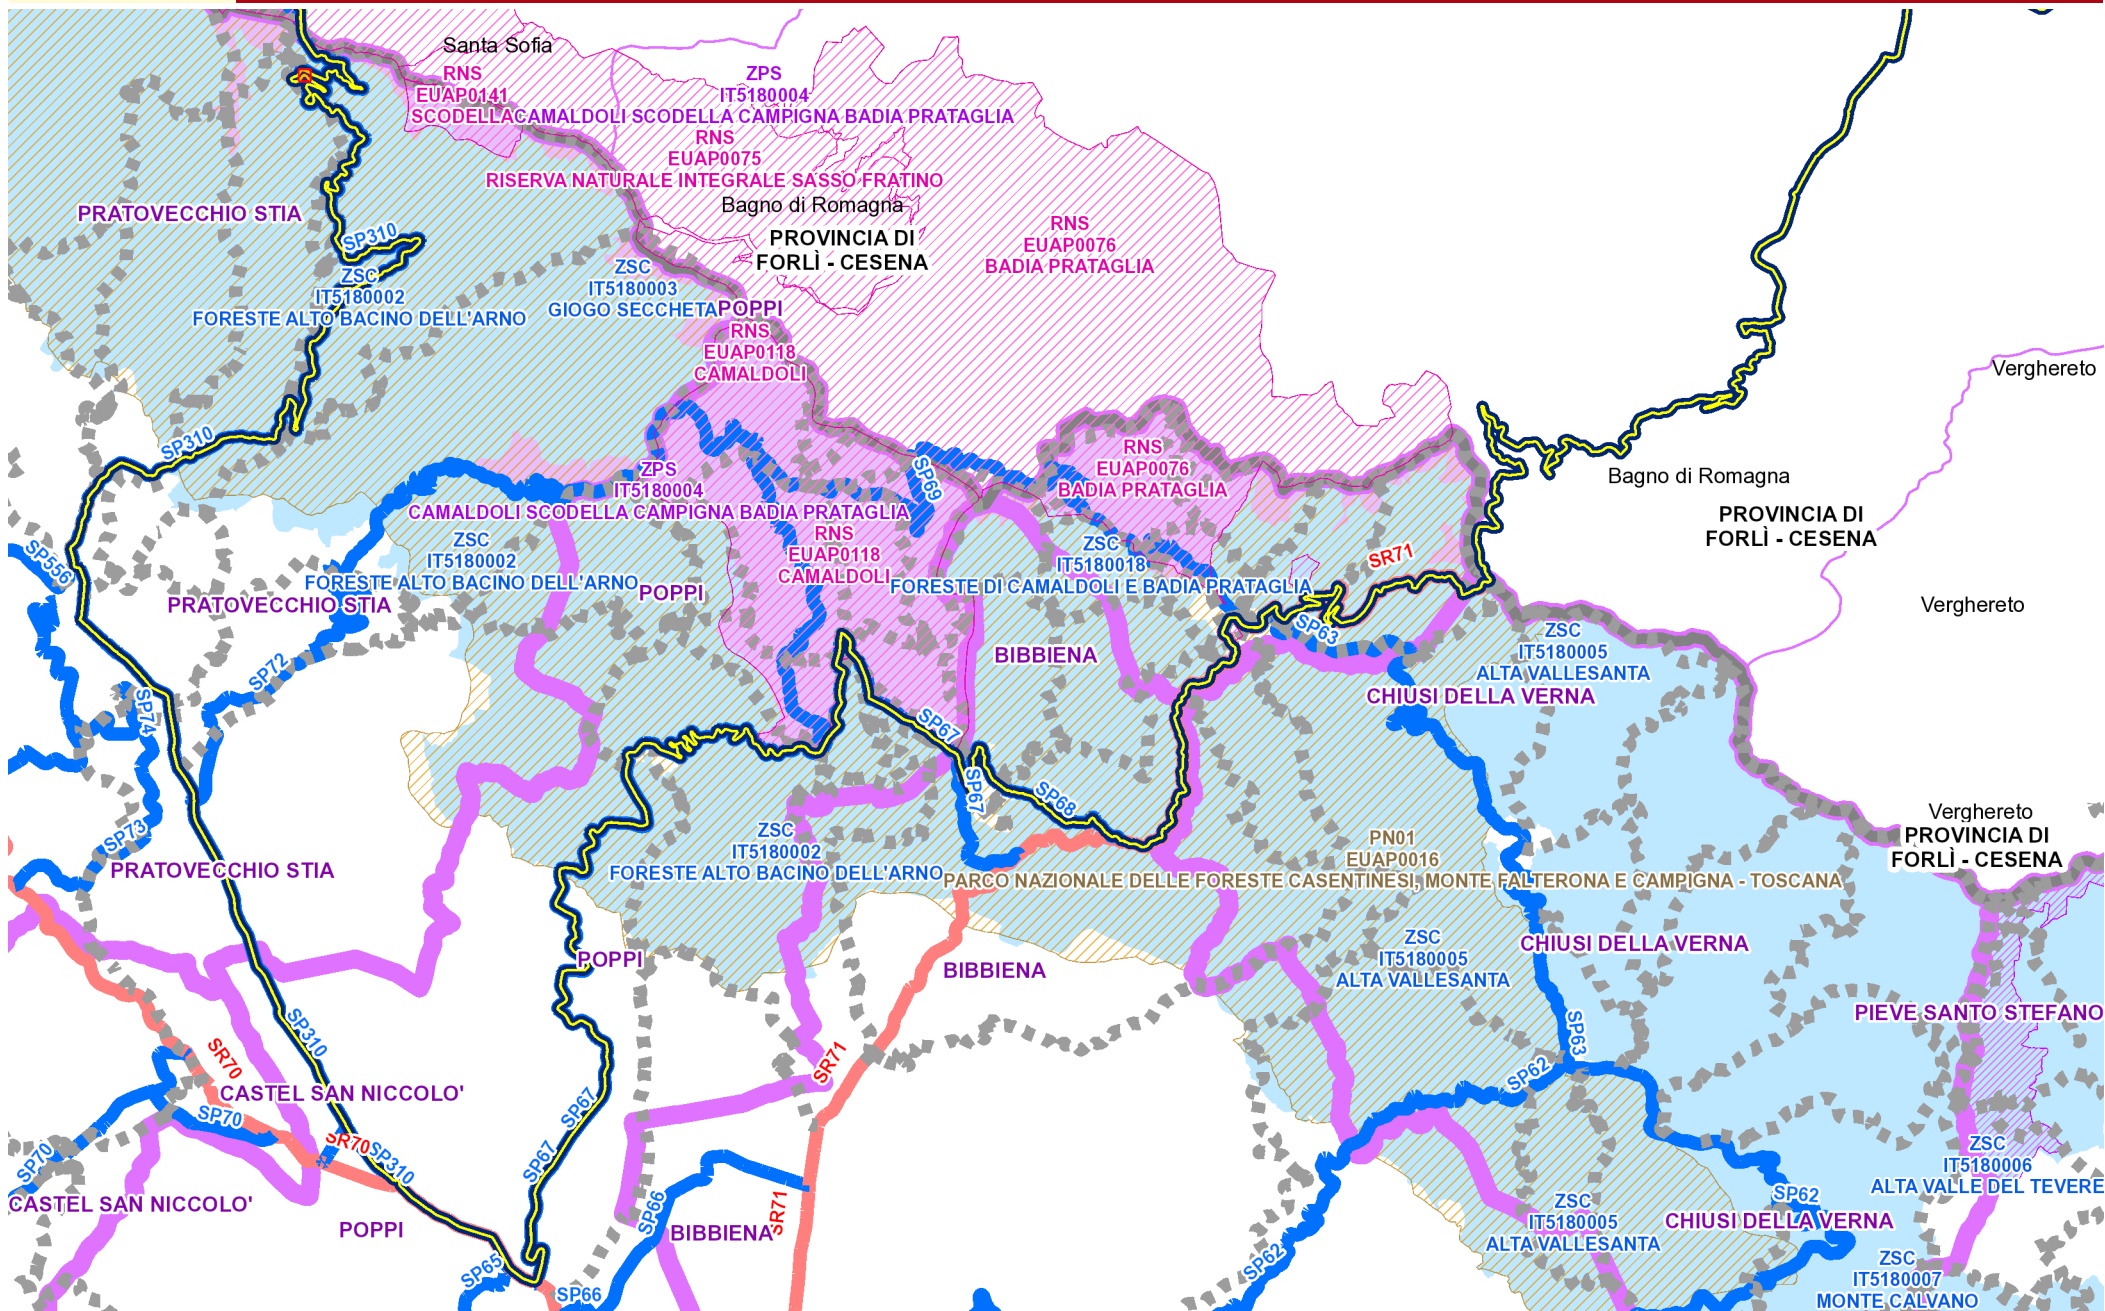 Santa Sofia
RNS
EUAP0141
SCODELLA
ZPS
IT5180004
CAMALDOLI SCODELLA CAMPIGNA BADIA PRATAGLIA
RNS
EUAP0075
RISERVA NATURALE INTEGRALE SASSO FRATINO
Bagno di Romagna
PROVINCIA DI
FORLÌ - CESENA
RNS
EUAP0076
BADIA PRATAGLIA
PRATOVECCHIO STIA
SP310
ZSC
IT5180002
FORESTE ALTO BACINO DELL'ARNO
ZSC
IT5180003
GIOGO SECCHETA
POPPI
RNS
EUAP0118
CAMALDOLI
Verghereto
SP310
ZPS
IT5180004
CAMALDOLI SCODELLA CAMPIGNA BADIA PRATAGLIA
SP69
RNS
EUAP0076
BADIA PRATAGLIA
Bagno di Romagna
PROVINCIA DI
FORLÌ - CESENA
SP556
ZSC
IT5180002
FORESTE ALTO BACINO DELL'ARNO
RNS
EUAP0118
CAMALDOLI
ZSC
IT5180018
FORESTE DI CAMALDOLI E BADIA PRATAGLIA
SR71
POPPI
PRATOVECCHIO STIA
Verghereto
SP63
ZSC
IT5180005
ALTA VALLESANTA
BIBBIENA
CHIUSI DELLA VERNA
SP72
SP74
SP67
SP67
SP68
SP73
Verghereto
PROVINCIA DI
FORLÌ - CESENA
ZSC
IT5180002
FORESTE ALTO BACINO DELL'ARNO
PN01
EUAP0016
PARCO NAZIONALE DELLE FORESTE CASENTINESI, MONTE FALTERONA E CAMPIGNA - TOSCANA
PRATOVECCHIO STIA
POPPI
BIBBIENA
ZSC
IT5180005
ALTA VALLESANTA
CHIUSI DELLA VERNA
PIEVE SANTO STEFANO
SP310
SR70
SR71
SP63
SP62
CASTEL SAN NICCOLO'
SP67
SP70
SR70
SP310
SP67
SP70
ZSC
IT5180006
ALTA VALLE DEL TEVERE
CASTEL SAN NICCOLO'
POPPI
SP66
BIBBIENA
SR71
SP62
ZSC
IT5180005
ALTA VALLESANTA
CHIUSI DELLA VERNA
SP65
SP66
SP62
ZSC
IT5180007
MONTE CALVANO